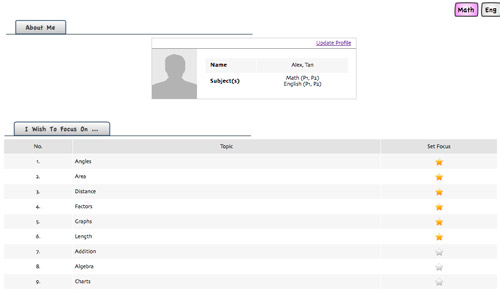 Math Eng
About Me
Update Profile
Name Alex, Tan
Subject(s) Math (P1, P2)
English (P1, P2)
I Wish To Focus On ...
No. Topic Set Focus
1. Angles
2. Area
3. Distance
4. Factors
5. Graphs
6. Length
7. Addition
8. Algebra
9. Charts